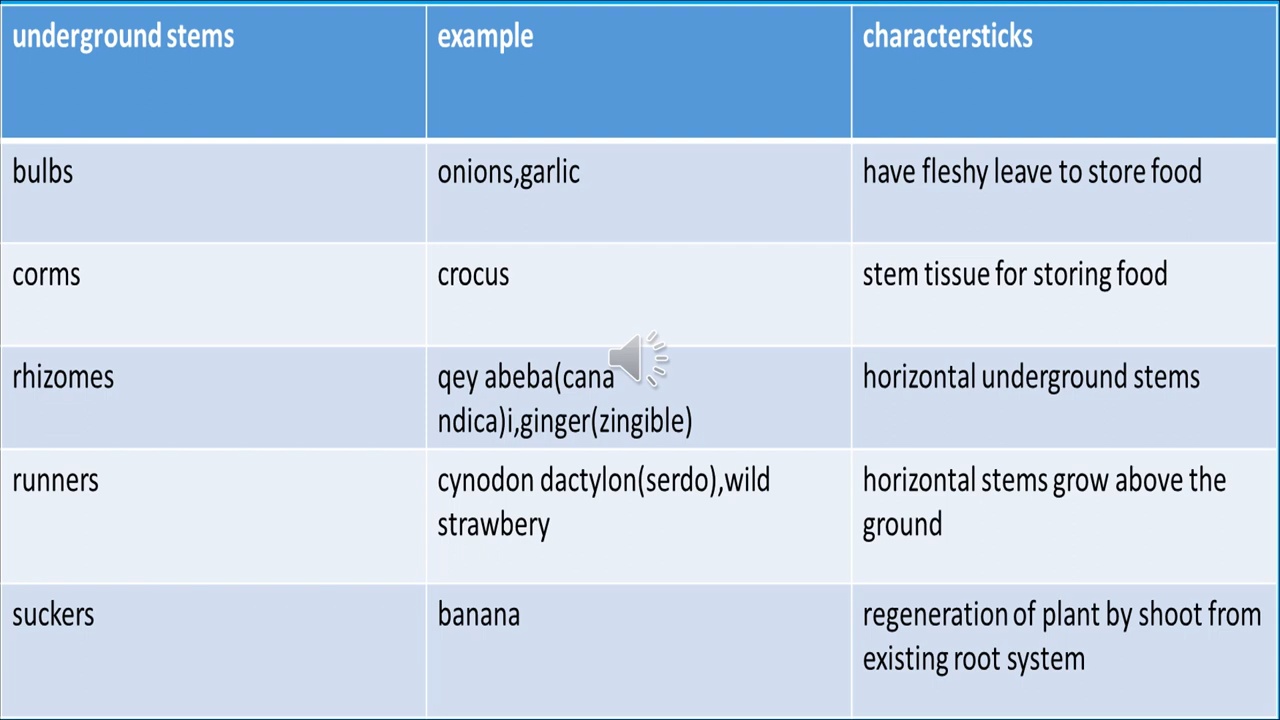 underground stems
example
characterstics
bulbs
onions,garlic
have fleshy leave to store food
corms
crocus
stem tissue for storing food
rhizomes
qey abeba(cana
ndica)i,ginger(zingible)
horizontal underground stems
runners
cynodon dactylon(serdo),wild
strawbery
horizontal stems grow above the
ground
suckers
banana
regeneration of plant by shoot from
existing root system